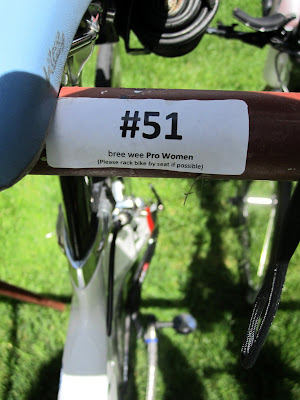 #51
bree wee Pro Women
(Please rack bike by seat if possible)